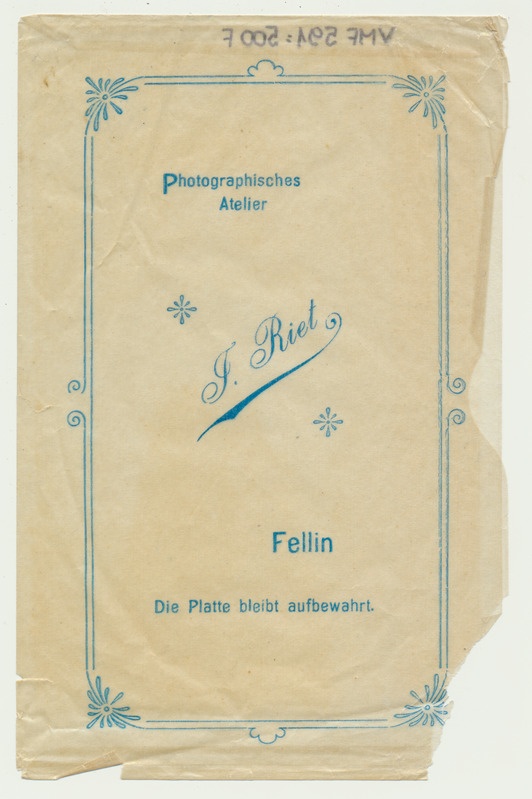 VMF 591:500 F
Photographisches
Atelier
J. Riet
Fellin
Die Platte bleibt aufbewahrt.